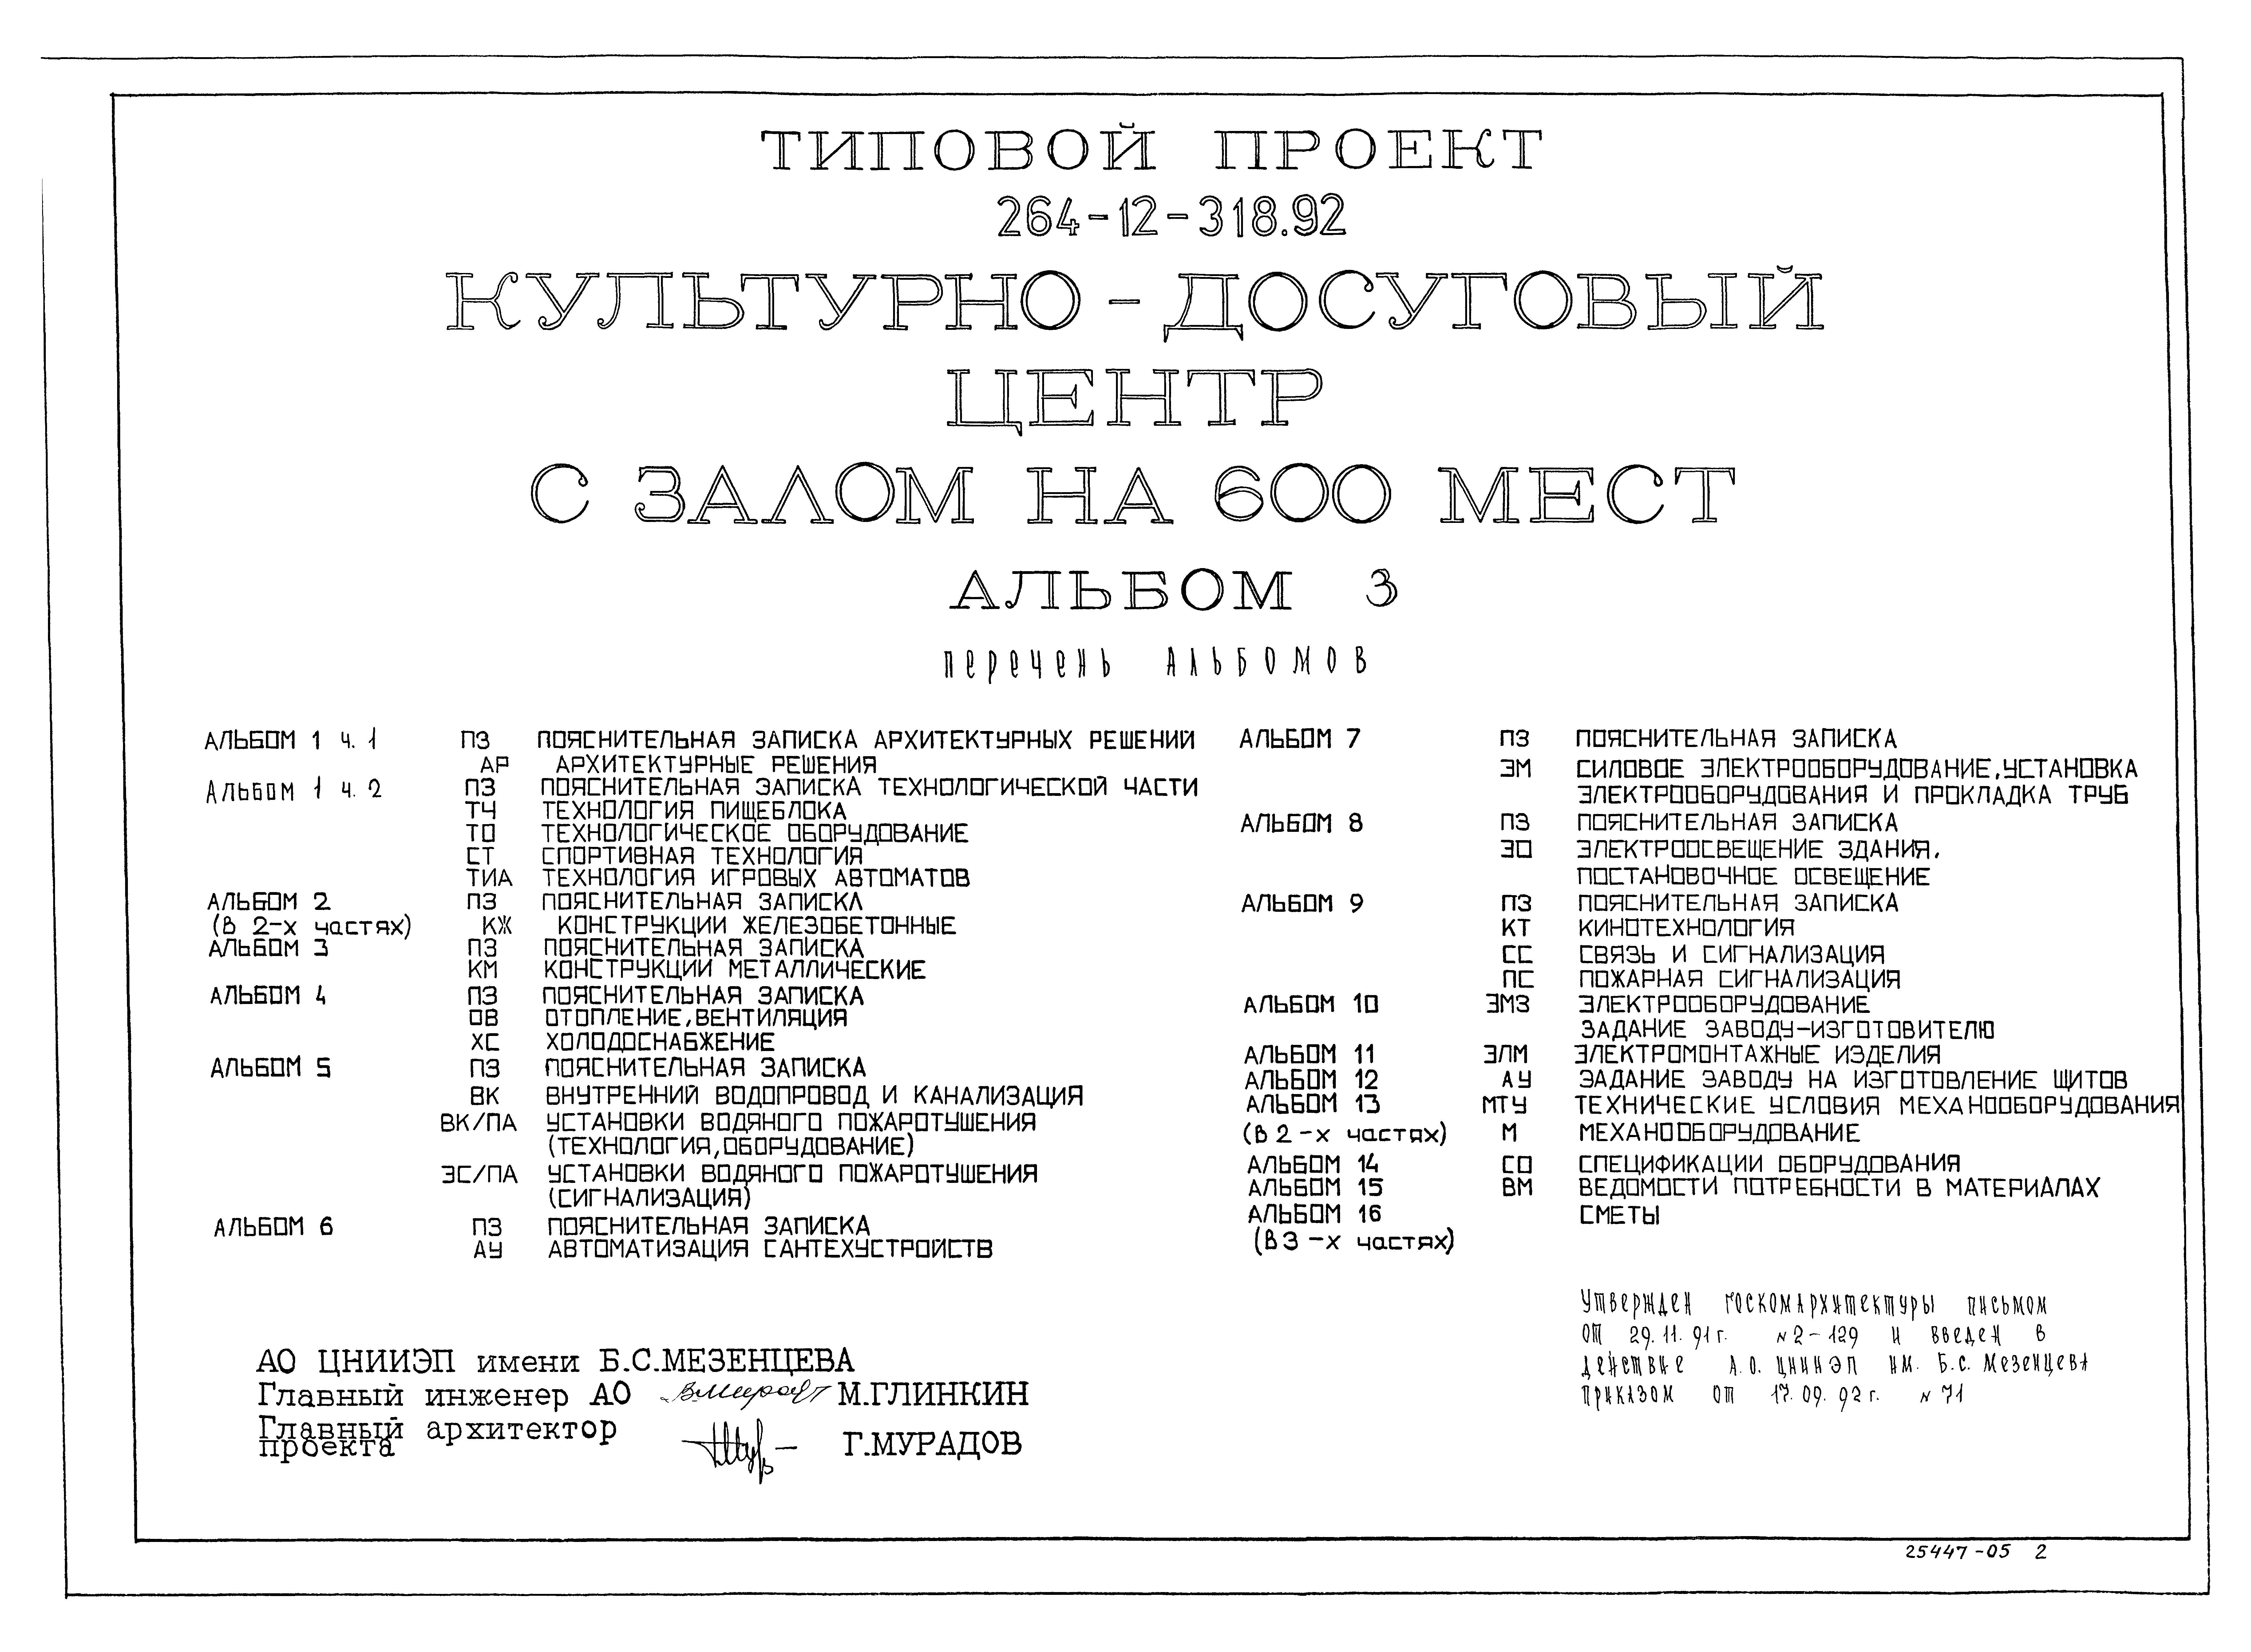 ТИПОВОЙ ПРОЕКТ
264-12-318.92
КУЛЬТУРНО-ДОСУГОВЫЙ
ЦЕНТР
С ЗАЛОМ НА 600 МЕСТ
АЛЬБОМ 3
перечень АЛЬБОМОВ
АЛЬБОМ 1 ч.1 ПЗ ПОЯСНИТЕЛЬНАЯ ЗАПИСКА АРХИТЕКТУРНЫХ РЕШЕНИЙ
АР АРХИТЕКТУРНЫЕ РЕШЕНИЯ
АЛЬБОМ 1 ч.2 ПЗ ПОЯСНИТЕЛЬНАЯ ЗАПИСКА ТЕХНОЛОГИЧЕСКОЙ ЧАСТИ
ТЧ ТЕХНОЛОГИЯ ПИЩЕБЛОКА
ТО ТЕХНОЛОГИЧЕСКОЕ ОБОРУДОВАНИЕ
СТ СПОРТИВНАЯ ТЕХНОЛОГИЯ
ТИА ТЕХНОЛОГИЯ ИГРОВЫХ АВТОМАТОВ
АЛЬБОМ 2 ПЗ ПОЯСНИТЕЛЬНАЯ ЗАПИСКА
(В 2-х частях) КЖ КОНСТРУКЦИИ ЖЕЛЕЗОБЕТОННЫЕ
АЛЬБОМ 3 ПЗ ПОЯСНИТЕЛЬНАЯ ЗАПИСКА
КМ КОНСТРУКЦИИ МЕТАЛЛИЧЕСКИЕ
АЛЬБОМ 4 ПЗ ПОЯСНИТЕЛЬНАЯ ЗАПИСКА
ОВ ОТОПЛЕНИЕ, ВЕНТИЛЯЦИЯ
ХС ХОЛОДОСНАБЖЕНИЕ
АЛЬБОМ 5 ПЗ ПОЯСНИТЕЛЬНАЯ ЗАПИСКА
ВК ВНУТРЕННИЙ ВОДОПРОВОД И КАНАЛИЗАЦИЯ
ВК/ПА УСТАНОВКИ ВОДЯНОГО ПОЖАРОТУШЕНИЯ
(ТЕХНОЛОГИЯ, ОБОРУДОВАНИЕ)
ЭС/ПА УСТАНОВКИ ВОДЯНОГО ПОЖАРОТУШЕНИЯ
(СИГНАЛИЗАЦИЯ)
АЛЬБОМ 6 ПЗ ПОЯСНИТЕЛЬНАЯ ЗАПИСКА
АУ АВТОМАТИЗАЦИЯ САНТЕХУСТРОЙСТВ
АЛЬБОМ 7 ПЗ ПОЯСНИТЕЛЬНАЯ ЗАПИСКА
ЭМ СИЛОВОЕ ЭЛЕКТРООБОРУДОВАНИЕ, УСТАНОВКА
ЭЛЕКТРООБОРУДОВАНИЯ И ПРОКЛАДКА ТРУБ
АЛЬБОМ 8 ПЗ ПОЯСНИТЕЛЬНАЯ ЗАПИСКА
ЭО ЭЛЕКТРООСВЕЩЕНИЕ ЗДАНИЯ,
ПОСТАНОВОЧНОЕ ОСВЕЩЕНИЕ
АЛЬБОМ 9 ПЗ ПОЯСНИТЕЛЬНАЯ ЗАПИСКА
КТ КИНОТЕХНОЛОГИЯ
СС СВЯЗЬ И СИГНАЛИЗАЦИЯ
ПС ПОЖАРНАЯ СИГНАЛИЗАЦИЯ
АЛЬБОМ 10 ЭМЗ ЭЛЕКТРООБОРУДОВАНИЕ
ЗАДАНИЕ ЗАВОДУ-ИЗГОТОВИТЕЛЮ
АЛЬБОМ 11 ЭЛМ ЭЛЕКТРОМОНТАЖНЫЕ ИЗДЕЛИЯ
АЛЬБОМ 12 АУ ЗАДАНИЕ ЗАВОДУ НА ИЗГОТОВЛЕНИЕ ЩИТОВ
АЛЬБОМ 13 МТУ ТЕХНИЧЕСКИЕ УСЛОВИЯ МЕХАНООБОРУДОВАНИЯ
(В 2-х частях) М МЕХАНООБОРУДОВАНИЕ
АЛЬБОМ 14 СО СПЕЦИФИКАЦИИ ОБОРУДОВАНИЯ
АЛЬБОМ 15 ВМ ВЕДОМОСТИ ПОТРЕБНОСТИ В МАТЕРИАЛАХ
АЛЬБОМ 16 СМЕТЫ
(В 3-х частях)
Утвержден госкомархитектуры письмом
от 29.11.91г. №2-129 и введен в
действие А.О. ЦНИИЭП им. Б.С. Мезенцева
приказом от 17.09.92г. №71
АО ЦНИИЭП имени Б.С.МЕЗЕНЦЕВА
Главный инженер АО М.ГЛИНКИН
Главный архитектор
проекта Г.МУРАДОВ
25447-05 2